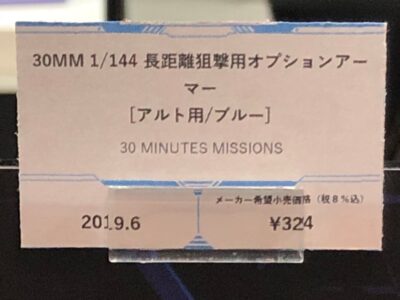 30MM 1/144 長距離狙撃用オプションアー
マー
[アルト用/ブルー]
30 MINUTES MISSIONS
メーカー希望小売価格（税8%込）
2019.6
¥324